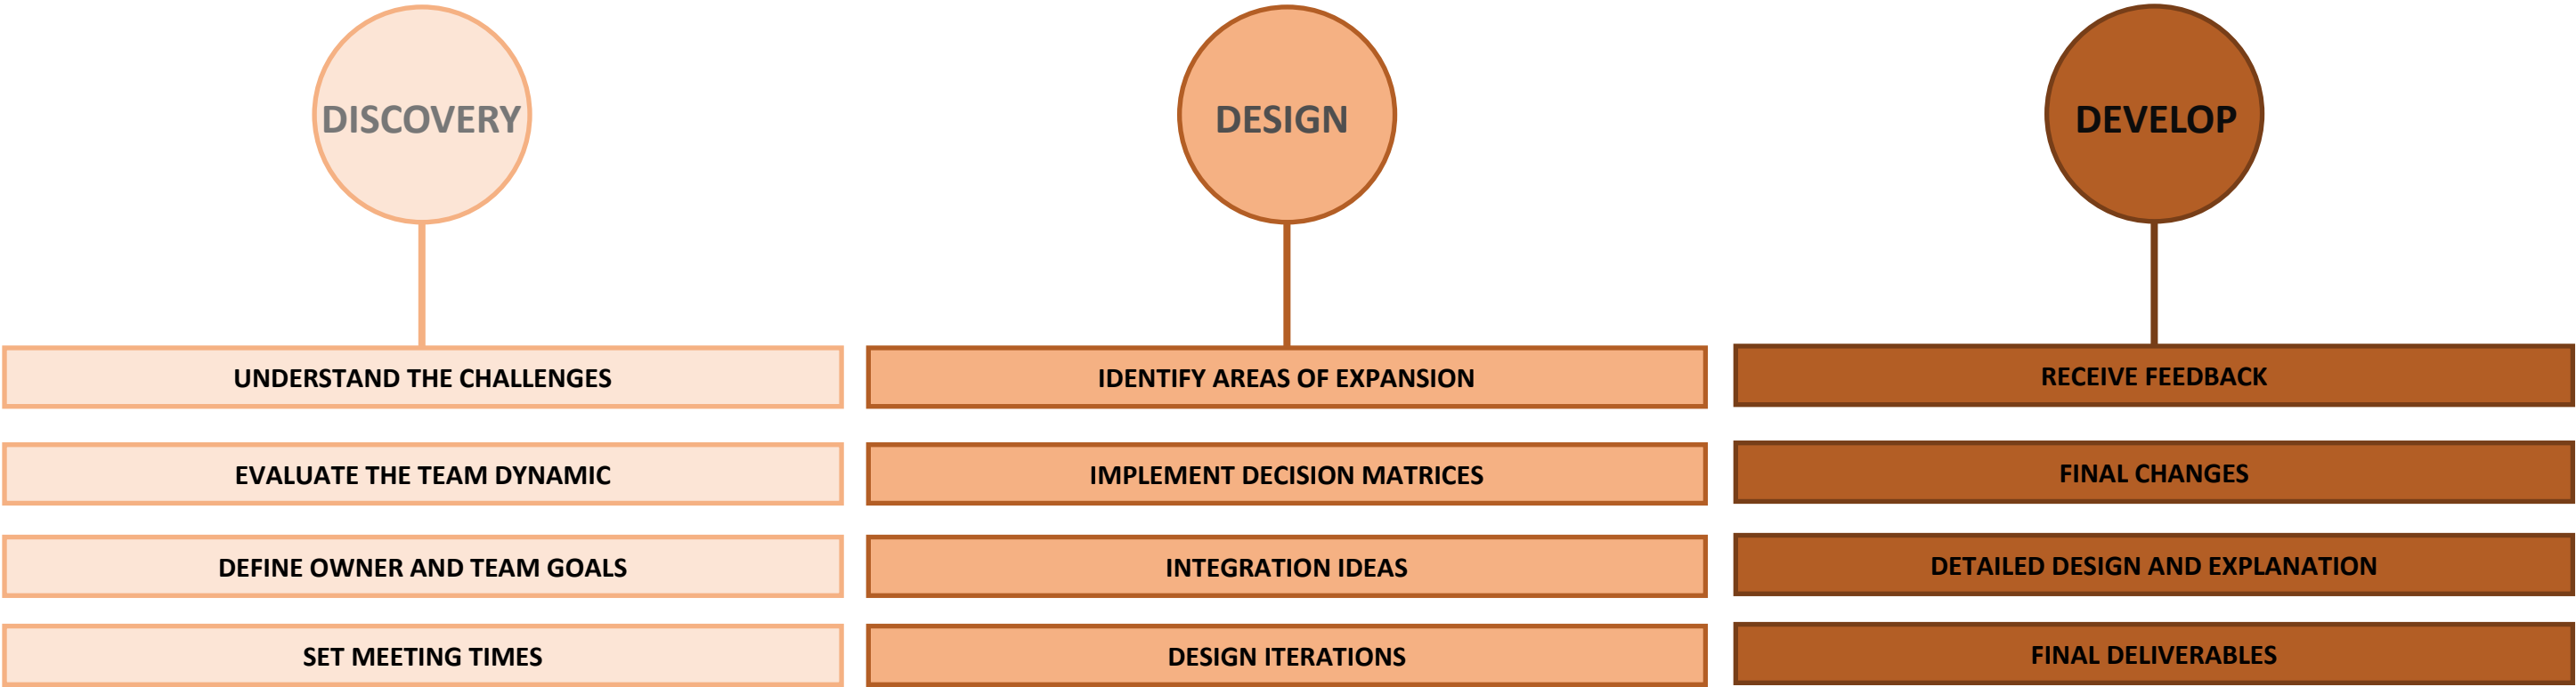 DISCOVERY
UNDERSTAND THE CHALLENGES
EVALUATE THE TEAM DYNAMIC
DEFINE OWNER AND TEAM GOALS
SET MEETING TIMES
DESIGN
IDENTIFY AREAS OF EXPANSION
IMPLEMENT DECISION MATRICES
INTEGRATION IDEAS
DESIGN ITERATIONS
DEVELOP
RECEIVE FEEDBACK
FINAL CHANGES
DETAILED DESIGN AND EXPLANATION
FINAL DELIVERABLES